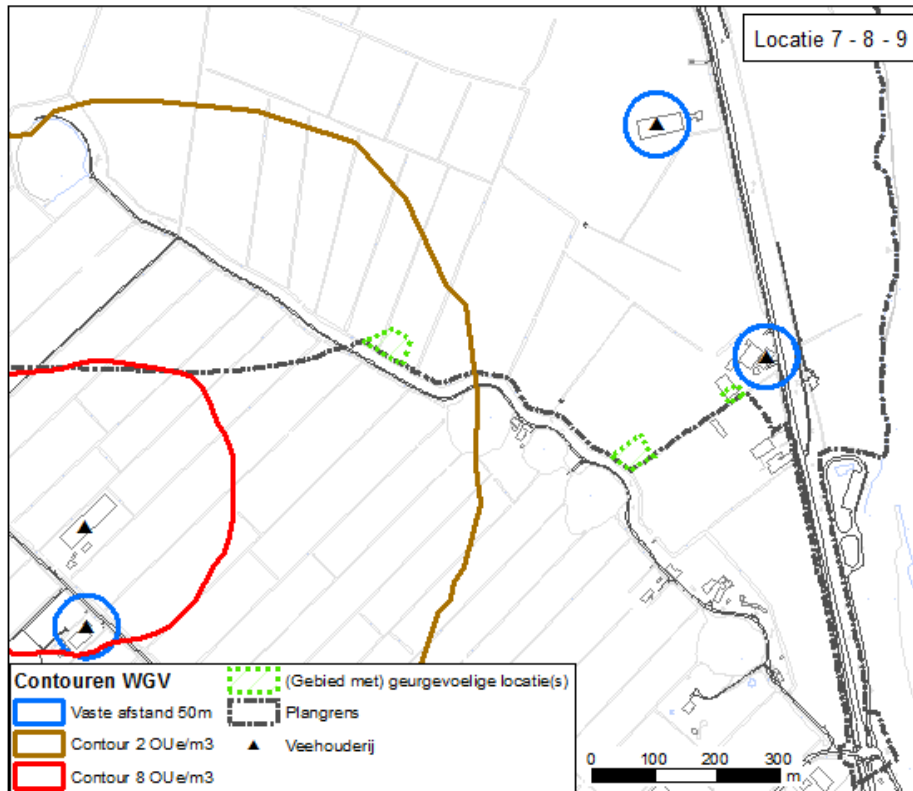 Locatie 7 - 8 - 9
Contouren WGV
Vaste afstand 50m
Contour 2 OUe/m3
Contour 8 OUe/m3
(Gebied met) geurgevoelige locatie(s)
Plangrens
Veehouderij
0 100 200 300
m